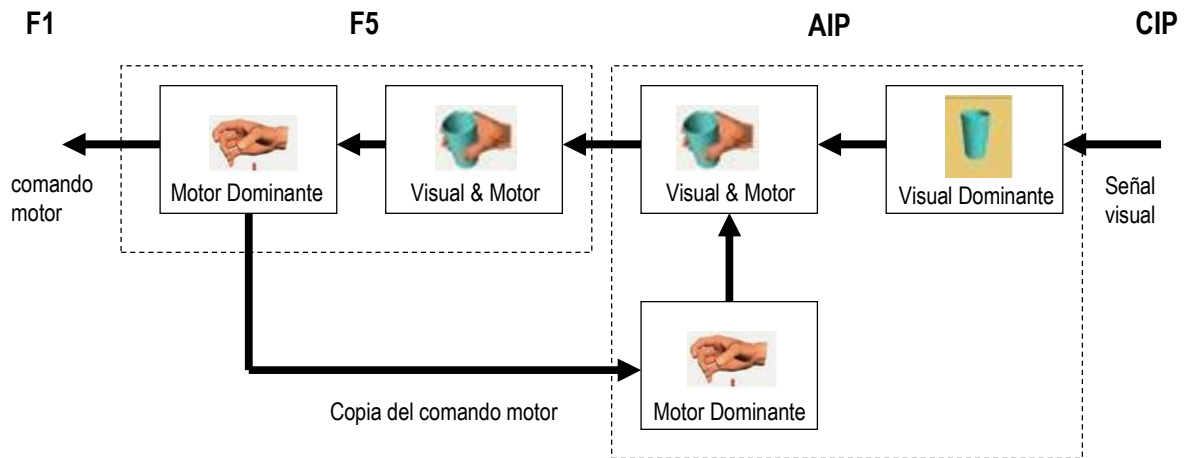 F1
F5
AIP
CIP
Motor Dominante
Visual & Motor
Visual & Motor
Visual Dominante
comando
motor
Señal
visual
Copia del comando motor
Motor Dominante